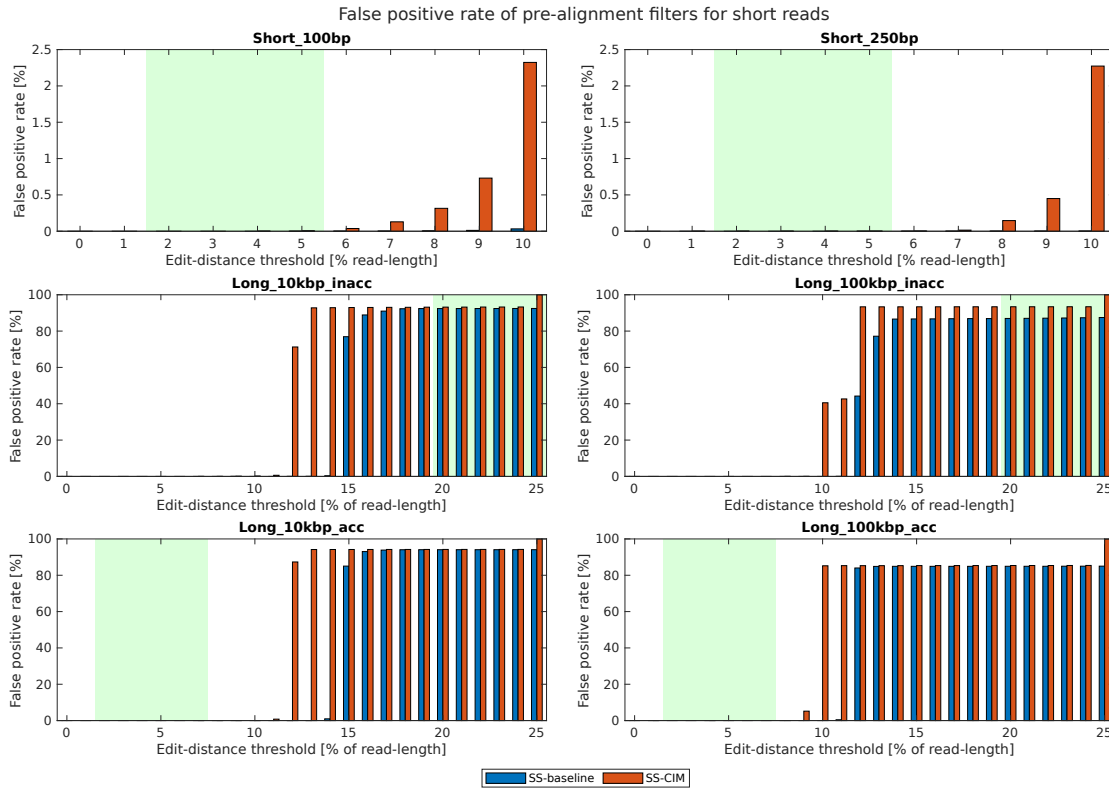 False positive rate of pre-alignment filters for short reads
Short_100bp
False positive rate [%]
2.5
2
1.5
1
0.5
0
0 1 2 3 4 5 6 7 8 9 10
Edit-distance threshold [% read-length]
Short_250bp
False positive rate [%]
2.5
2
1.5
1
0.5
0
0 1 2 3 4 5 6 7 8 9 10
Edit-distance threshold [% read-length]
Long_10kbp_inacc
False positive rate [%]
100
80
60
40
20
0
0 5 10 15 20 25
Edit-distance threshold [% of read-length]
Long_100kbp_inacc
False positive rate [%]
100
80
60
40
20
0
0 5 10 15 20 25
Edit-distance threshold [% of read-length]
Long_10kbp_acc
False positive rate [%]
100
80
60
40
20
0
0 5 10 15 20 25
Edit-distance threshold [% of read-length]
Long_100kbp_acc
False positive rate [%]
100
80
60
40
20
0
0 5 10 15 20 25
Edit-distance threshold [% of read-length]
SS-baseline SS-CIM